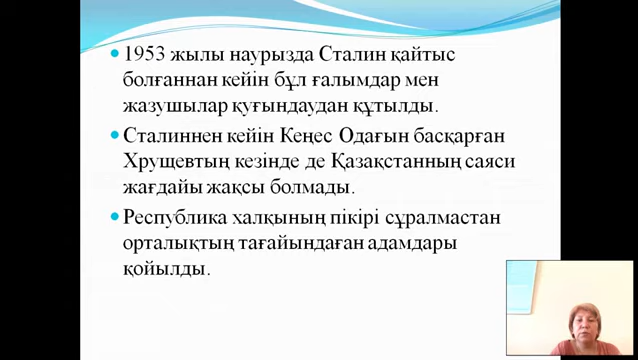 1953 жылы наурызда Сталин қайтыс
болғаннан кейін бұл ғалымдар мен
жазушылар қуғындаудан құтылды.
Сталиннен кейін Кеңес Одағын басқарған
Хрущевтың кезінде де Қазақстанның саяси
жағдайы жақсы болмады.
Республика халқының пікірі сұралмастан
орталықтың тағайындаған адамдары
қойылды.